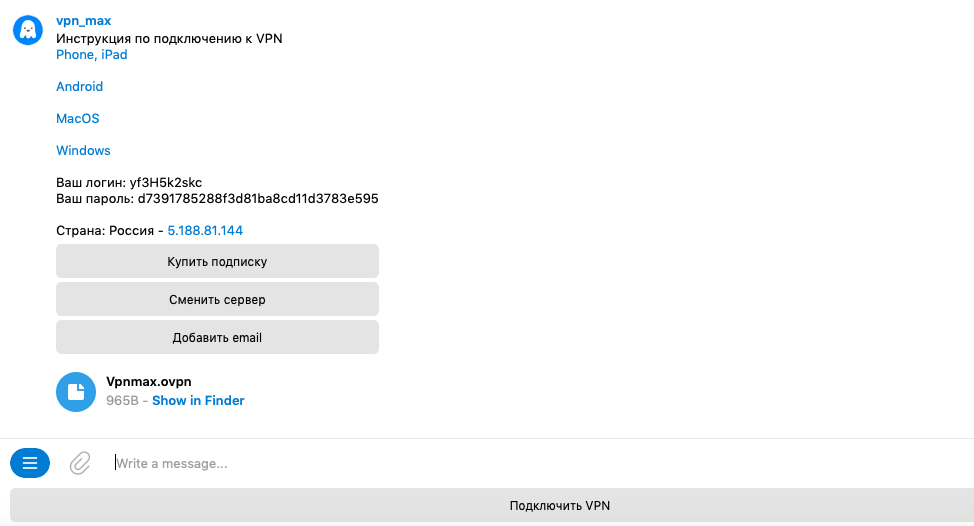 vpn_max
Инструкция по подключению к VPN
Phone, iPad
Android
MacOS
Windows
Ваш логин: yf3H5k2skc
Ваш пароль: d7391785288f3d81ba8cd11d3783e595
Страна: Россия - 5.188.81.144
Купить подписку
Сменить сервер
Добавить email
Vpnmax.ovpn
965B - Show in Finder
Write a message...
Подключить VPN